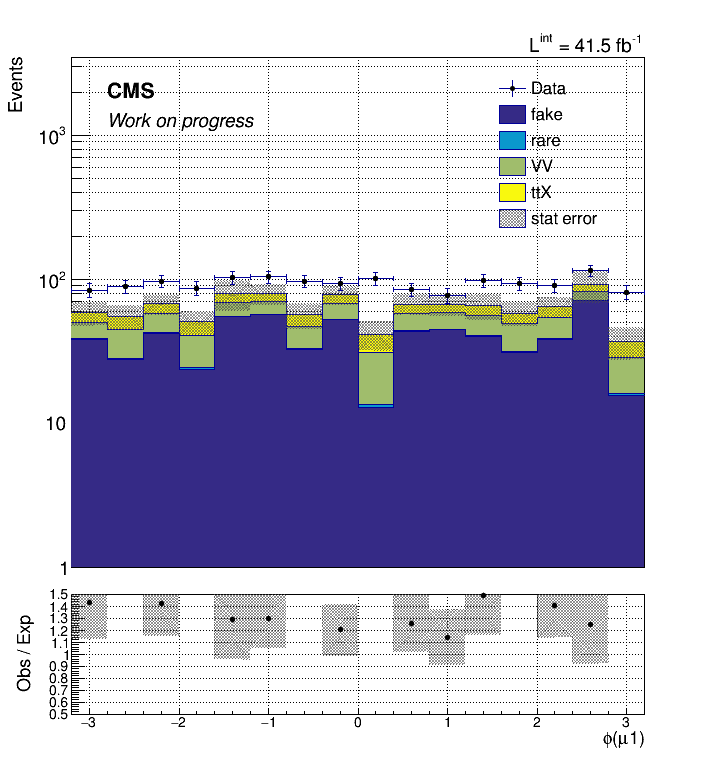 L^int = 41.5 fb^-1
Events
CMS
Work on progress
Data
fake
rare
VV
ttX
stat error
10^3
10^2
10
1
Obs / Exp
1.5
1.4
1.3
1.2
1.1
1
0.9
0.8
0.7
0.6
0.5
−3 −2 −1 0 1 2 3
ϕ(μ1)